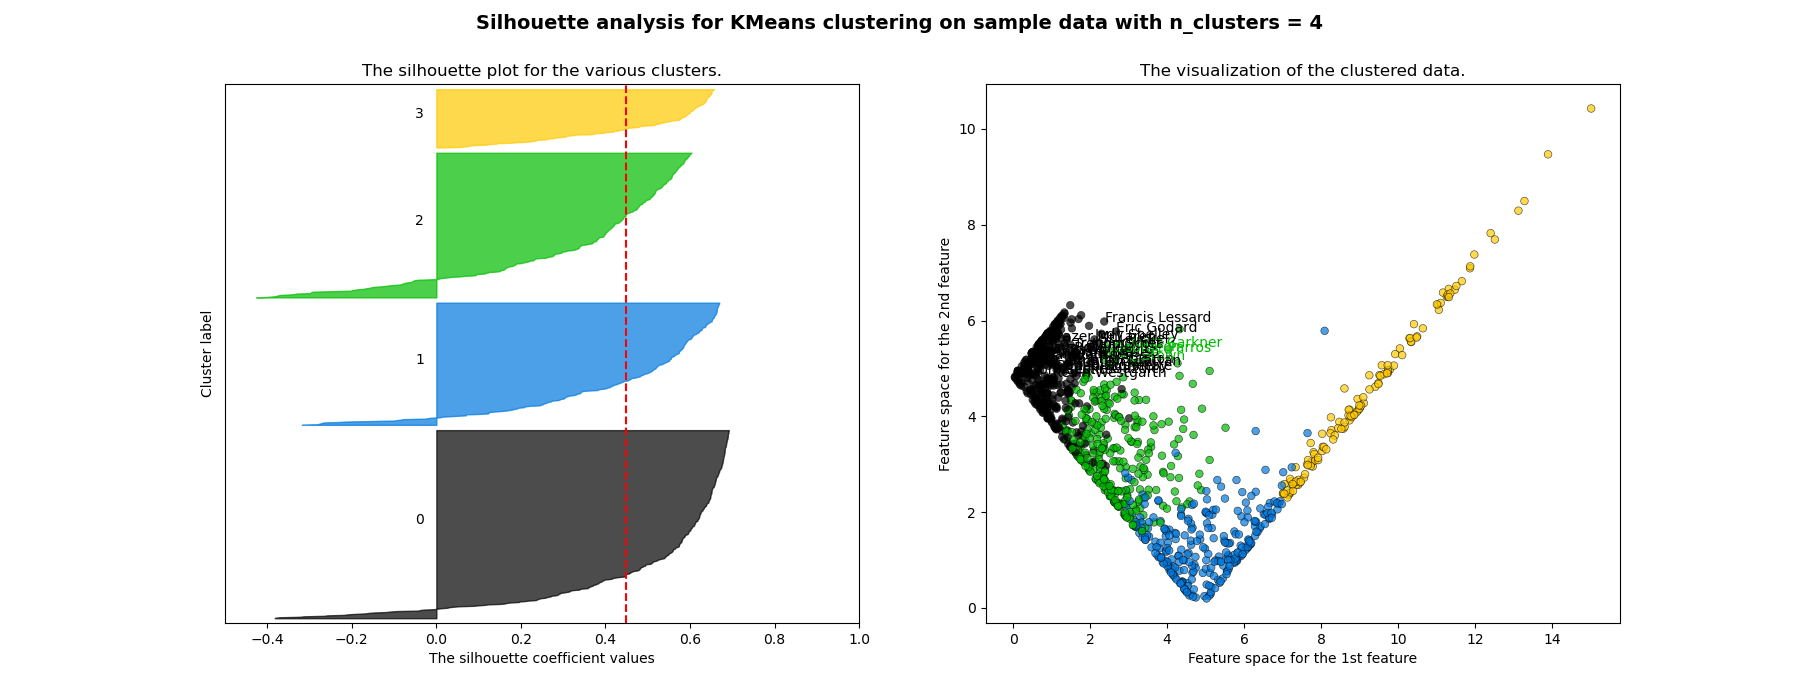 Silhouette analysis for KMeans clustering on sample data with n_clusters = 4
The silhouette plot for the various clusters.
3
2
1
0
Cluster label
−0.4
−0.2
0.0
0.2
0.4
0.6
0.8
1.0
The silhouette coefficient values
The visualization of the clustered data.
10
8
6
4
2
0
Feature space for the 2nd feature
Francis Lessard
Eric Godard
0
2
4
6
8
10
12
14
Feature space for the 1st feature